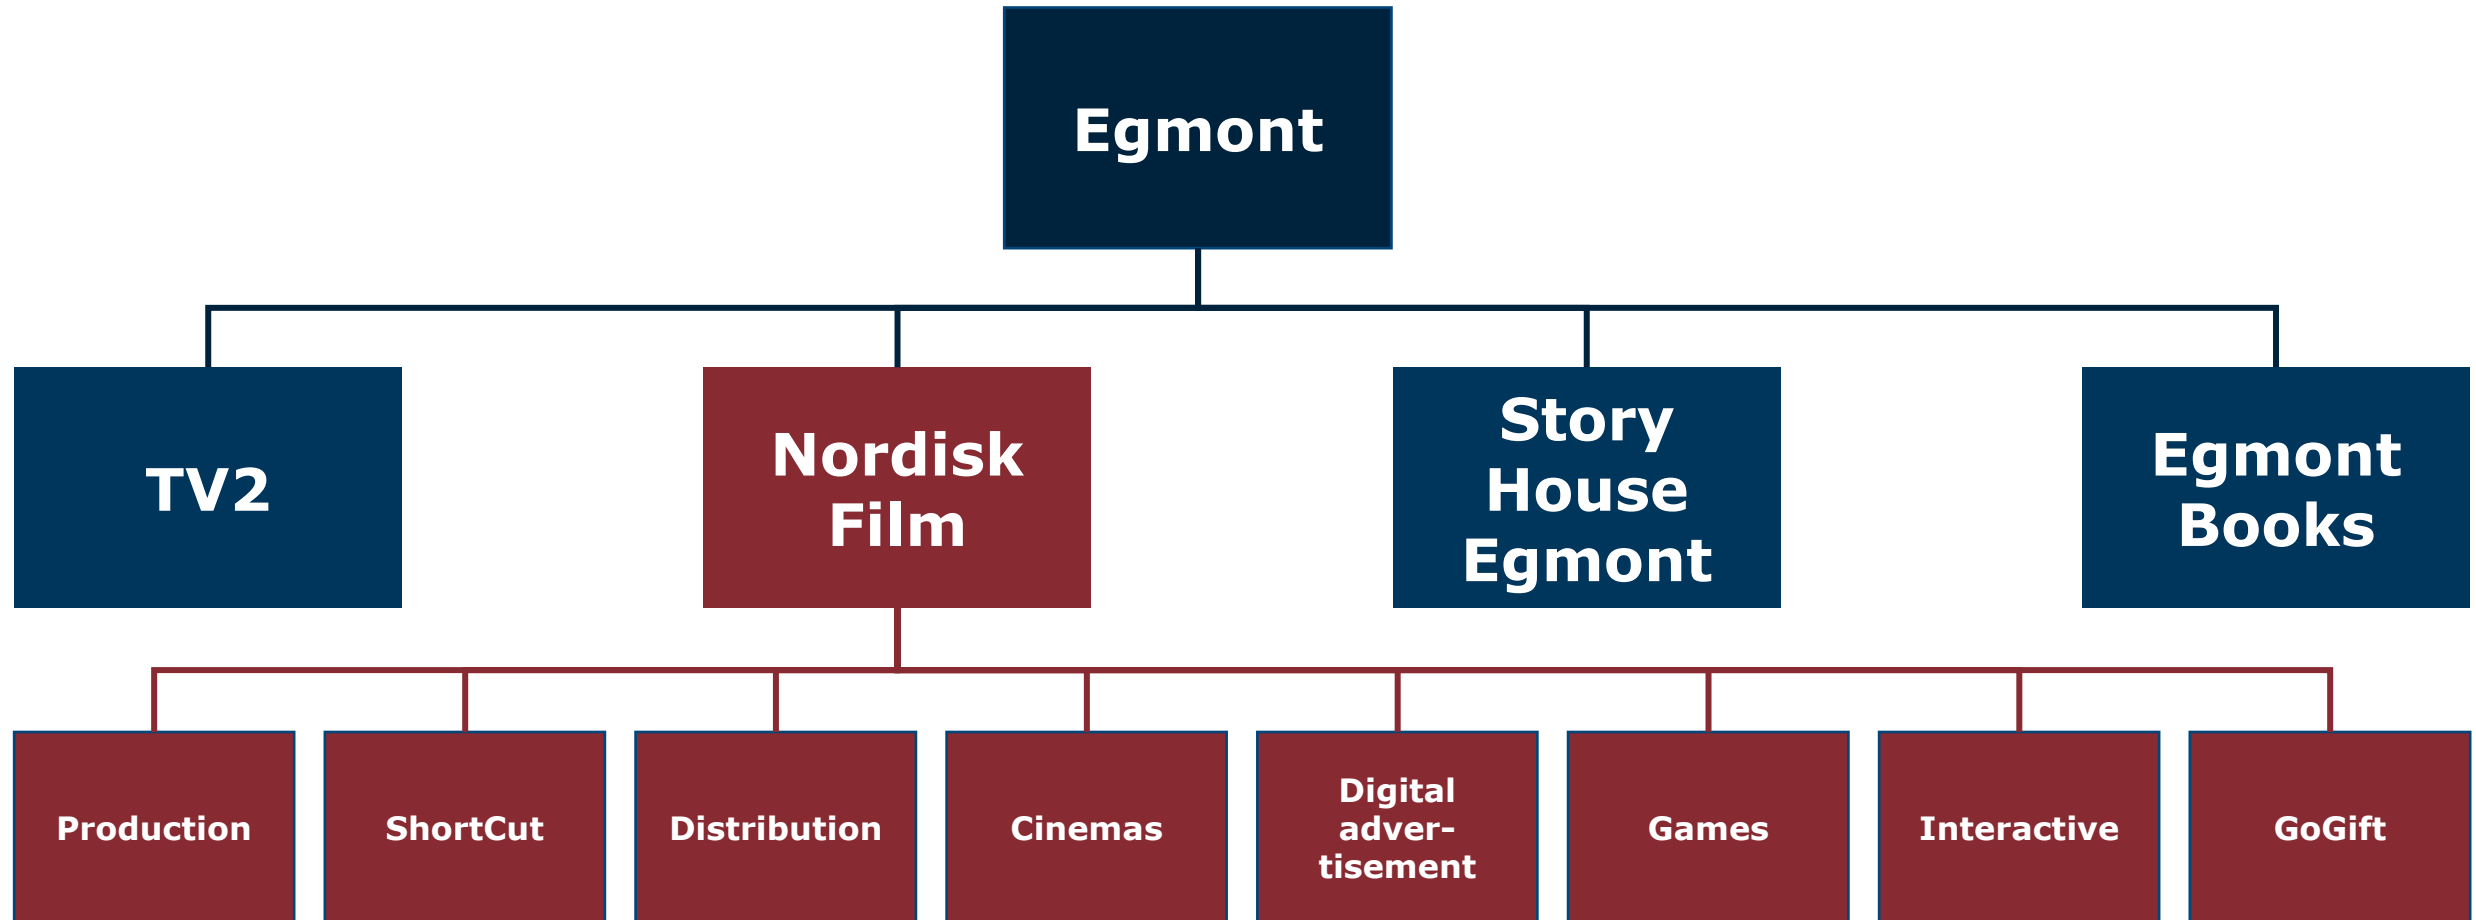 Egmont
TV2
Nordisk
Film
Story
House
Egmont
Egmont
Books
Production
ShortCut
Distribution
Cinemas
Digital
adver-
tisement
Games
Interactive
GoGift